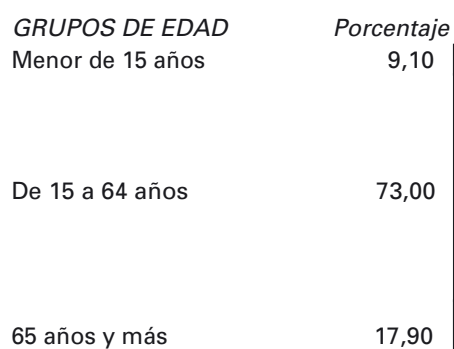 GRUPOS DE EDAD Porcentaje
Menor de 15 años 9,10
De 15 a 64 años 73,00
65 años y más 17,90